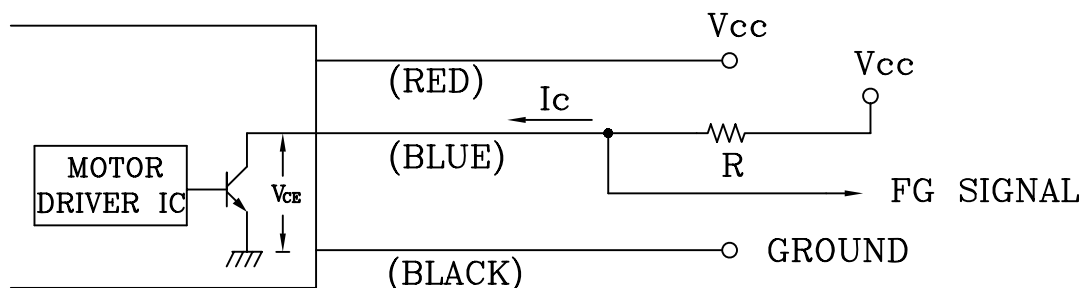 Vcc
Vcc
(RED)
Ic
(BLUE)
R
MOTOR
DRIVER IC
VCE
FG SIGNAL
GROUND
(BLACK)